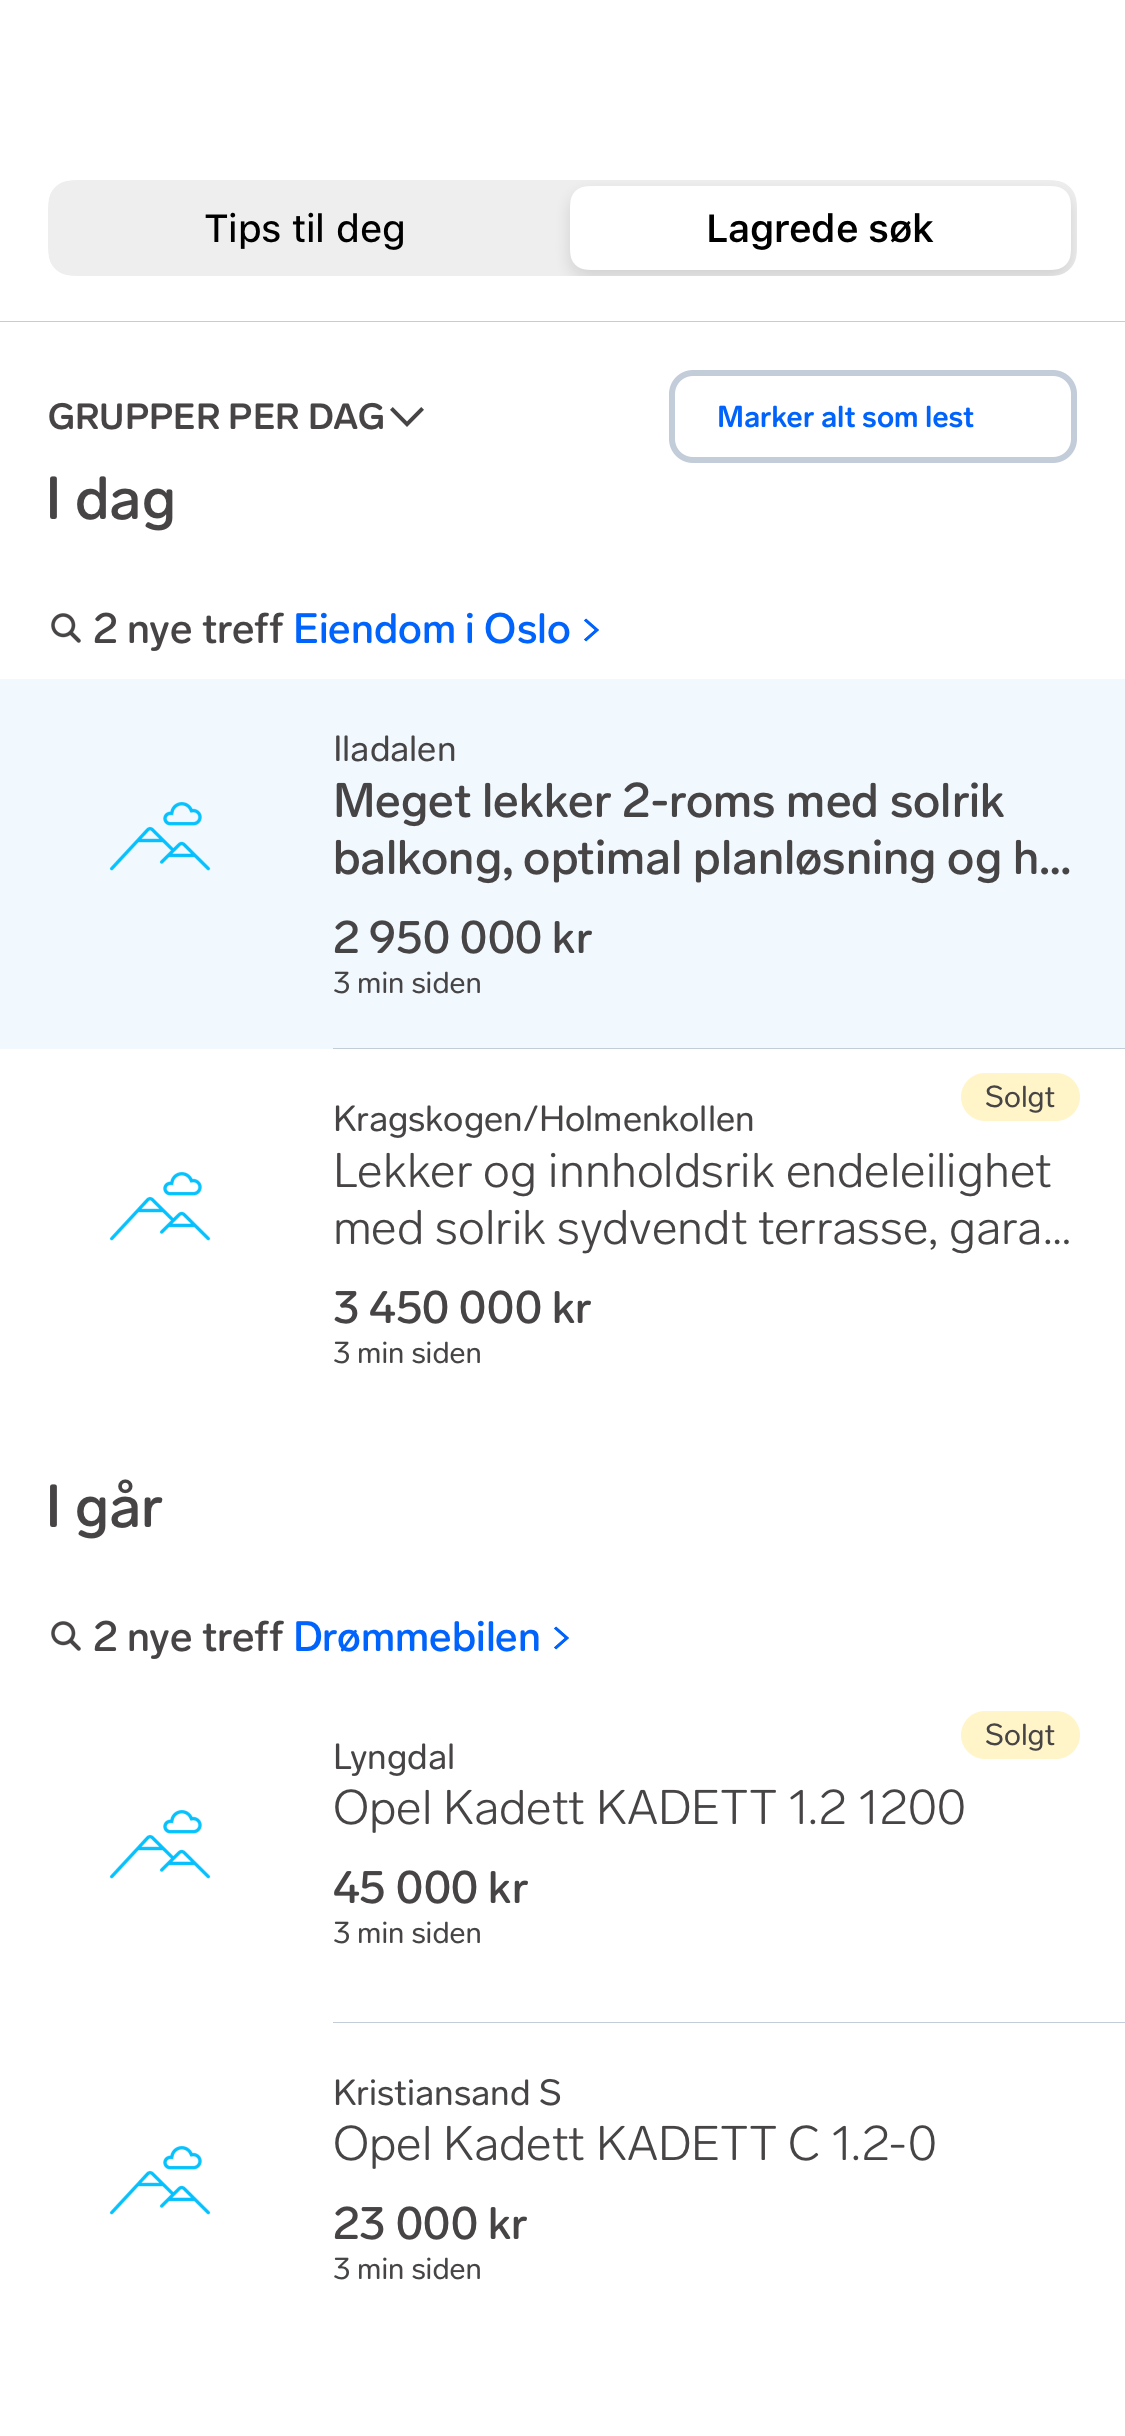 Tips til deg
Lagrede søk
GRUPPER PER DAG
Marker alt som lest
I dag
2 nye treff Eiendom i Oslo
Iladalen
Meget lekker 2-roms med solrik
balkong, optimal planløsning og h...
2 950 000 kr
3 min siden
Solgt
Kragskogen/Holmenkollen
Lekker og innholdsrik endeleilighet
med solrik sydvendt terrasse, gara...
3 450 000 kr
3 min siden
I går
2 nye treff Drømmebilen
Solgt
Lyngdal
Opel Kadett KADETT 1.2 1200
45 000 kr
3 min siden
Kristiansand S
Opel Kadett KADETT C 1.2-0
23 000 kr
3 min siden